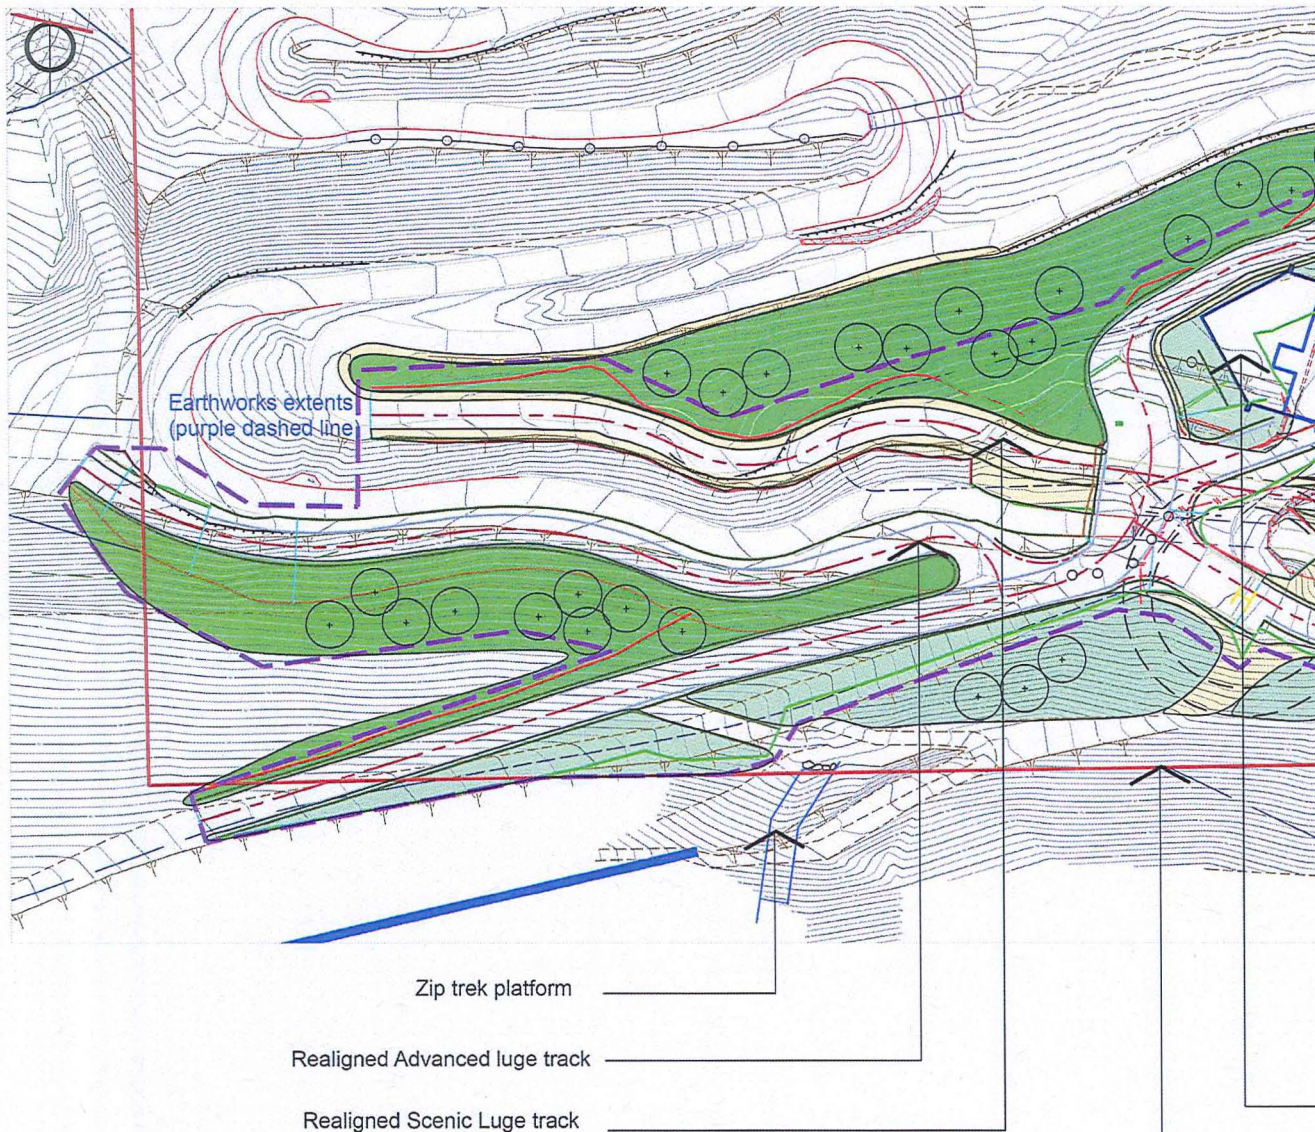 Earthworks extents
(purple dashed line)
Zip trek platform
Realigned Advanced luge track
Realigned Scenic Luge track